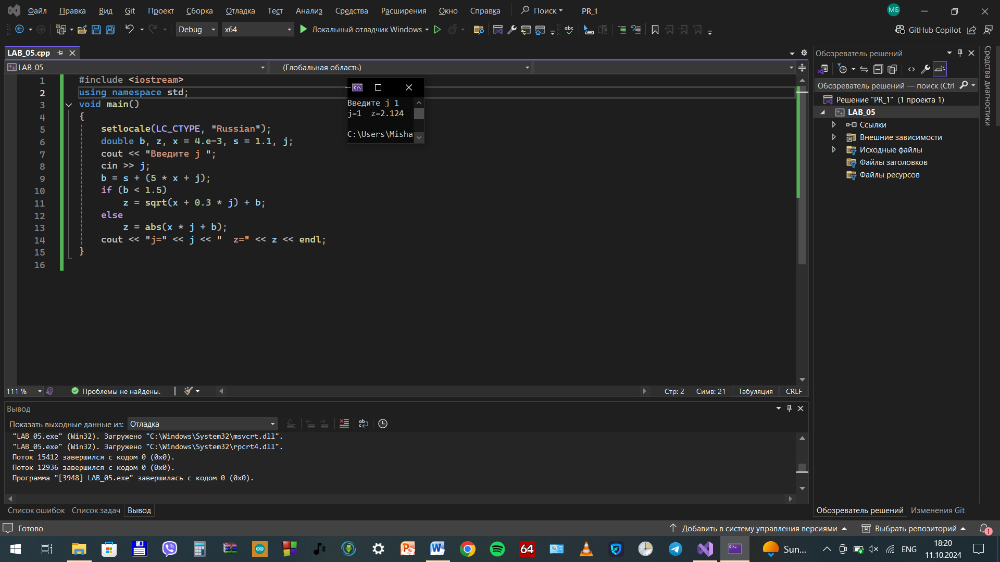 Файл Правка Вид Git Проект Сборка Отладка Тест Анализ Средства Расширения Окно Справка Поиск PR_1 МБ
Debug x64 Локальный отладчик Windows abc GitHub Copilot
LAB_05.cpp
LAB_05 (Глобальная область)
1 #include <iostream>
2 using namespace std;
3 void main()
4 {
5 setlocale(LC_CTYPE, "Russian");
6 double b, z, x = 4.e-3, s = 1.1, j;
7 cout << "Введите j ";
8 cin >> j;
9 b = s + (5 * x + j);
10 if (b < 1.5)
11 z = sqrt(x + 0.3 * j) + b;
12 else
13 z = abs(x * j + b);
14 cout << "j=" << j << "  z=" << z << endl;
15 }
16
C:\
Введите j 1
j=1  z=2.124
C:\Users\Misha
111 % Проблемы не найдены. Стр: 2 Симв: 21 Табуляция CRLF
Вывод
Показать выходные данные из: Отладка
"LAB_05.exe" (Win32). Загружено "C:\Windows\System32\msvcrt.dll".
"LAB_05.exe" (Win32). Загружено "C:\Windows\System32\rpcrt4.dll".
Поток 15412 завершился с кодом 0 (0x0).
Поток 12936 завершился с кодом 0 (0x0).
Программа "[3948] LAB_05.exe" завершилась с кодом 0 (0x0).
Список ошибок Список задач Вывод
Обозреватель решений
Обозреватель решений — поиск (Ctrl
Решение "PR_1" (1 проекта 1)
LAB_05
Ссылки
Внешние зависимости
Исходные файлы
Файлы заголовков
Файлы ресурсов
Обозреватель решений Изменения Git
Средства диагностики
Готово Добавить в систему управления версиями Выбрать репозиторий 1
64 Sun... ENG 18:20
11.10.2024